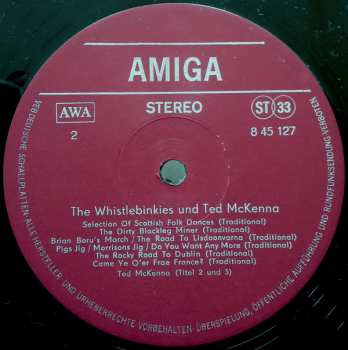 AMIGA
AWA
STEREO
ST 33
2
8 45 127
The Whistlebinkies und Ted McKenna
Selection Of Scottish Folk Dances (Traditional)
The Dirty Blackleg Miner (Traditional)
Brian Boru's March / The Road To Lisdoonvarna (Traditional)
Pigs Jig / Morrisons Jig / Do You Want Any More (Traditional)
The Rocky Road To Dublin (Traditional)
Came Ye O'er Frae France? (Traditional)
Ted McKenna (Titel 2 und 5)
VEB DEUTSCHE SCHALLPLATTEN · ALLE HERSTELLER- UND URHEBERRECHTE VORBEHALTEN · ÜBERSPIELUNG, ÖFFENTLICHE AUFFÜHRUNG UND RUNDFUNKSENDUNG VERBOTEN